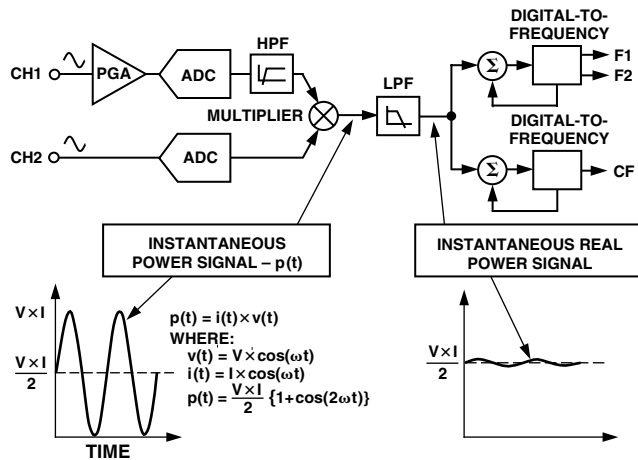 DIGITAL-TO-
FREQUENCY
HPF
F1
CH1
PGA
ADC
Σ
F2
LPF
MULTIPLIER
DIGITAL-TO-
FREQUENCY
CH2
ADC
Σ
CF
INSTANTANEOUS
POWER SIGNAL – p(t)
INSTANTANEOUS REAL
POWER SIGNAL
V × I
p(t) = i(t) × v(t)
WHERE:
v(t) = V × cos(ωt)
i(t) = I × cos(ωt)
p(t) = V × I / 2 {1+cos(2ωt)}
V × I
2
TIME
V × I
2